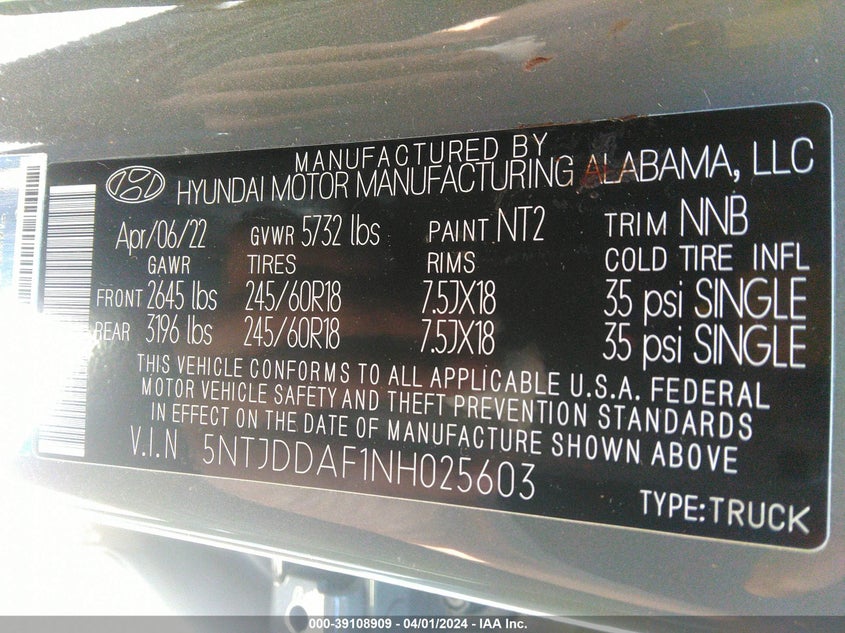 MANUFACTURED BY
HYUNDAI MOTOR MANUFACTURING ALABAMA, LLC
Apr/06/22 GVWR 5732 lbs PAINT NT2 TRIM NNB
GAWR TIRES RIMS COLD TIRE INFL
FRONT 2645 lbs 245/60R18 7.5JX18 35 psi SINGLE
REAR 3196 lbs 245/60R18 7.5JX18 35 psi SINGLE
THIS VEHICLE CONFORMS TO ALL APPLICABLE U.S.A. FEDERAL
MOTOR VEHICLE SAFETY AND THEFT PREVENTION STANDARDS
IN EFFECT ON THE DATE OF MANUFACTURE SHOWN ABOVE
V.I.N 5NTJDDAF1NH025603
TYPE:TRUCK
000-39108909 - 04/01/2024 - IAA Inc.